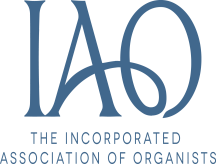 IAO
THE INCORPORATED
ASSOCIATION OF ORGANISTS